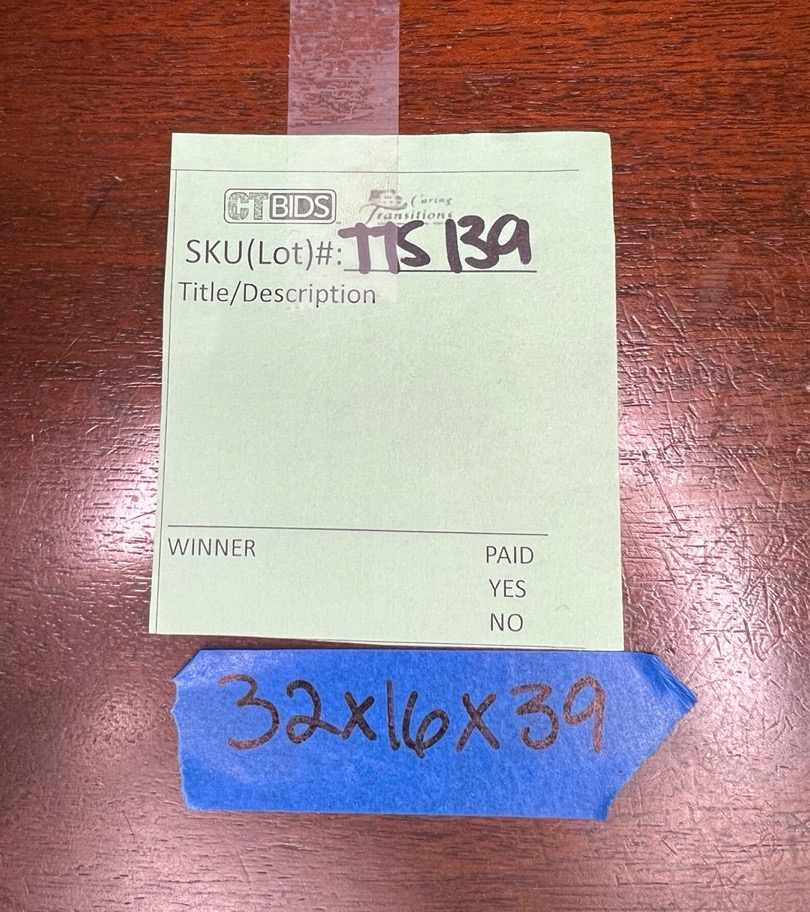 CTBIDS
Caring
Transitions
SKU(Lot)#: TTS 139
Title/Description
WINNER
PAID
YES
NO
32x16x39